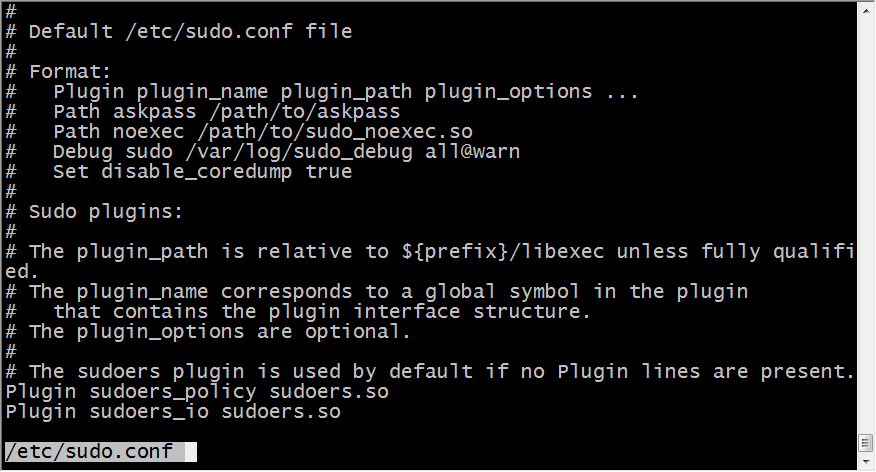 #
# Default /etc/sudo.conf file
#
# Format:
#   Plugin plugin_name plugin_path plugin_options ...
#   Path askpass /path/to/askpass
#   Path noexec /path/to/sudo_noexec.so
#   Debug sudo /var/log/sudo_debug all@warn
#   Set disable_coredump true
#
# Sudo plugins:
#
# The plugin_path is relative to ${prefix}/libexec unless fully qualifi
ed.
# The plugin_name corresponds to a global symbol in the plugin
#   that contains the plugin interface structure.
# The plugin_options are optional.
#
# The sudoers plugin is used by default if no Plugin lines are present.
Plugin sudoers_policy sudoers.so
Plugin sudoers_io sudoers.so
/etc/sudo.conf